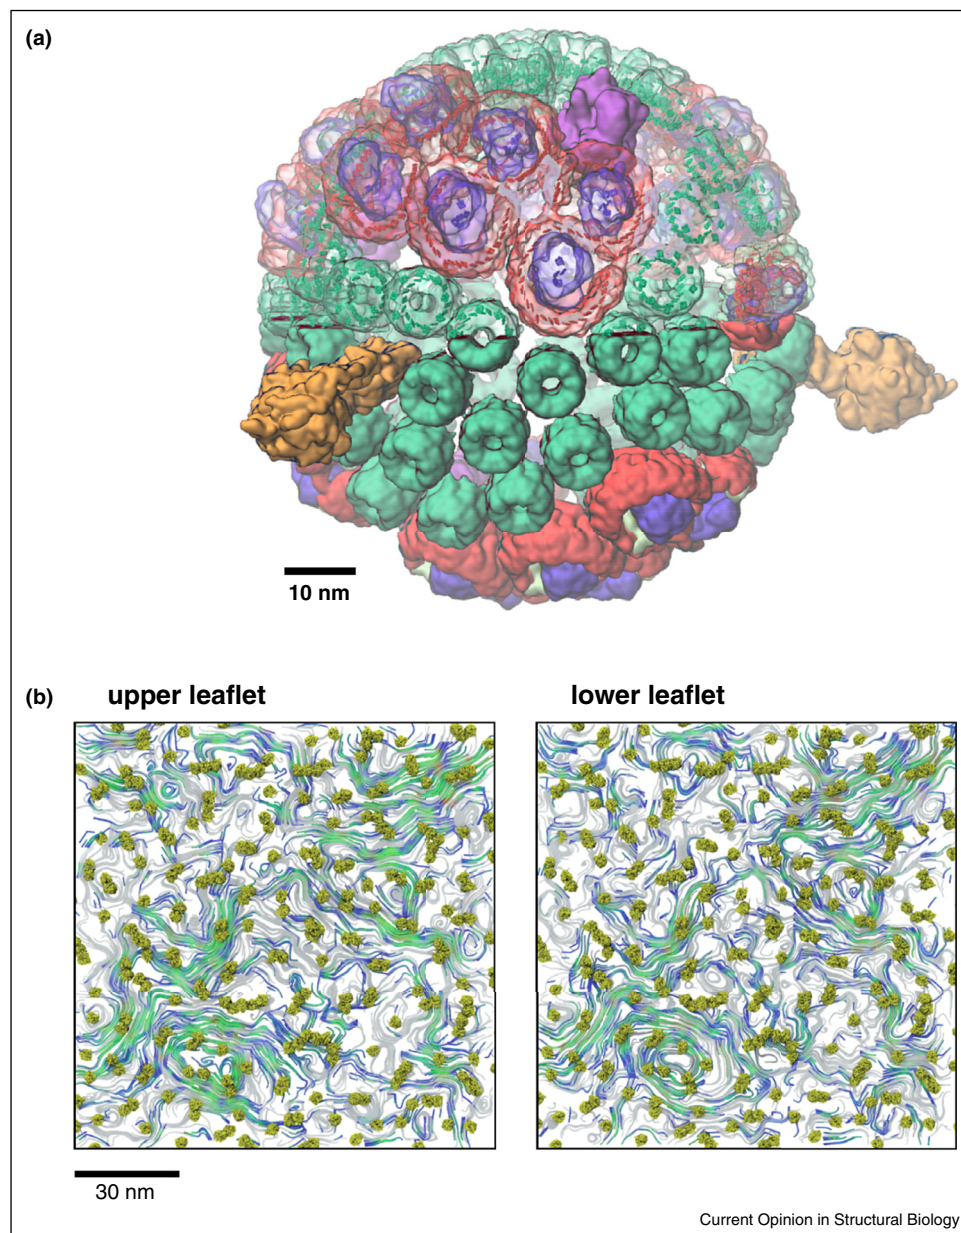 (a)
10 nm
(b)
upper leaflet
lower leaflet
30 nm
Current Opinion in Structural Biology